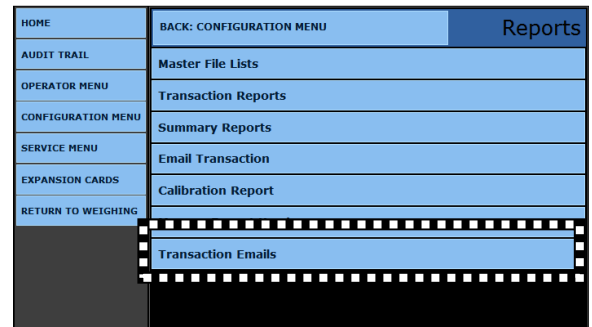 HOME
AUDIT TRAIL
OPERATOR MENU
CONFIGURATION MENU
SERVICE MENU
EXPANSION CARDS
RETURN TO WEIGHING
BACK: CONFIGURATION MENU
Reports
Master File Lists
Transaction Reports
Summary Reports
Email Transaction
Calibration Report
Transaction Emails